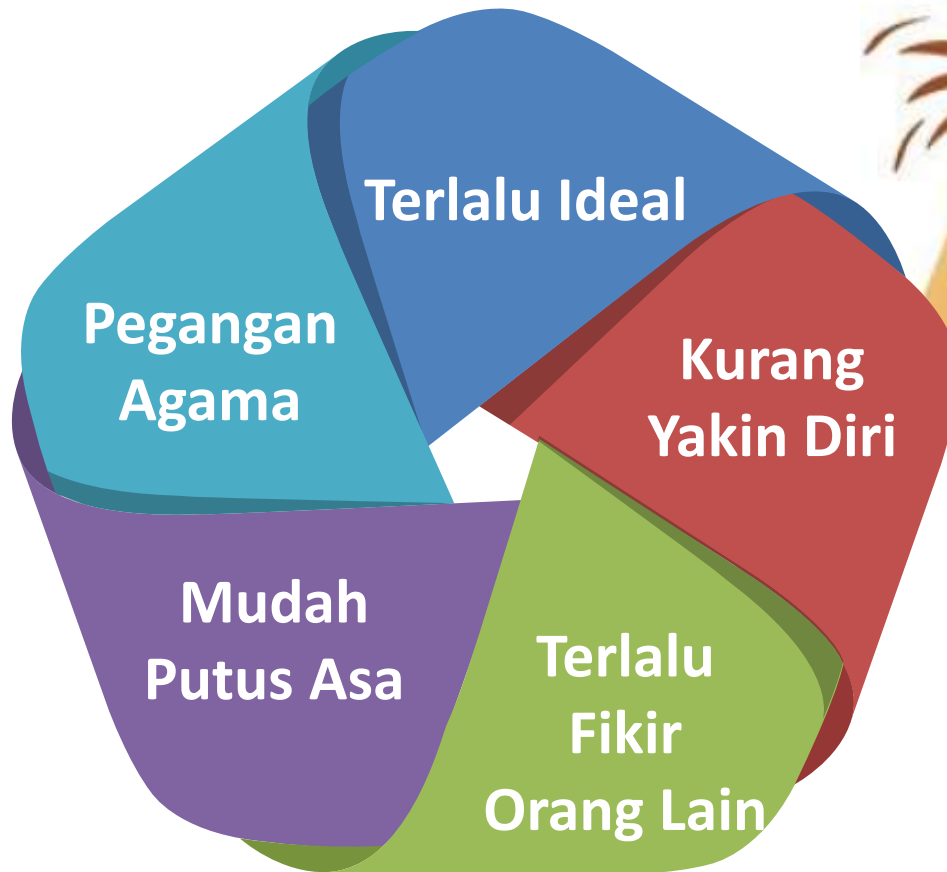 Terlalu Ideal
Kurang
Yakin Diri
Terlalu
Fikir
Orang Lain
Mudah
Putus Asa
Pegangan
Agama